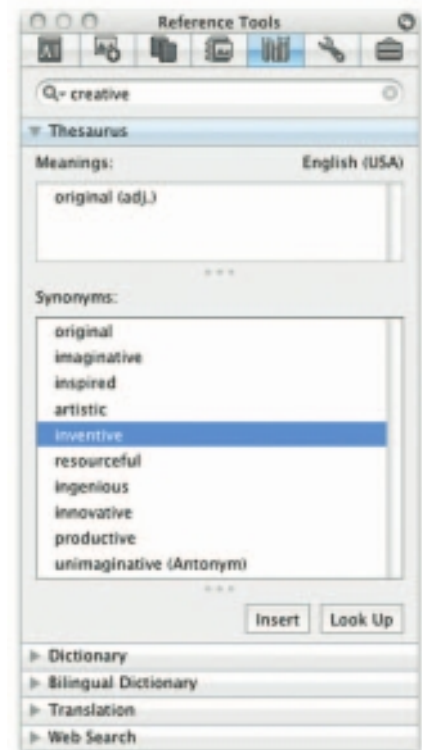 Reference Tools
creative
Thesaurus
Meanings: English (USA)
original (adj.)
Synonyms:
original
imaginative
inspired
artistic
inventive
resourceful
ingenious
innovative
productive
unimaginative (Antonym)
Insert Look Up
Dictionary
Bilingual Dictionary
Translation
Web Search